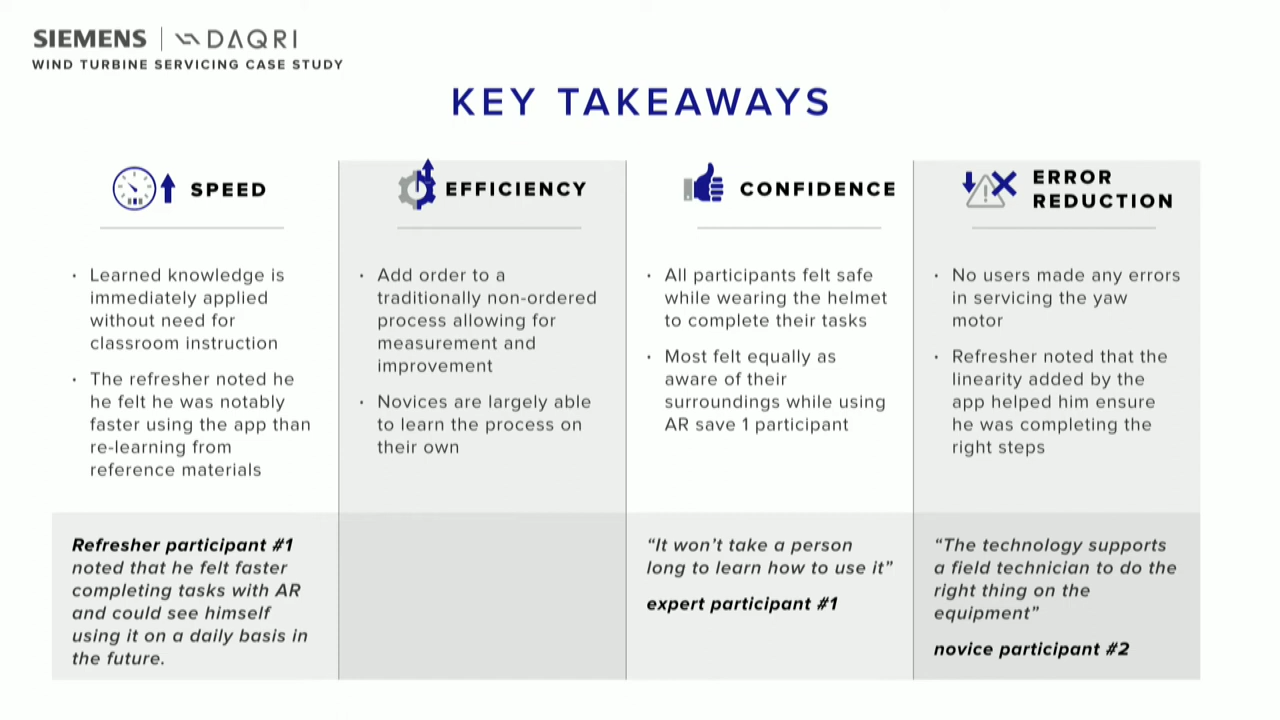 SIEMENS | DAQRI
WIND TURBINE SERVICING CASE STUDY
KEY TAKEAWAYS
SPEED
· Learned knowledge is
immediately applied
without need for
classroom instruction
· The refresher noted he
he felt he was notably
faster using the app than
re-learning from
reference materials
Refresher participant #1
noted that he felt faster
completing tasks with AR
and could see himself
using it on a daily basis in
the future.
EFFICIENCY
· Add order to a
traditionally non-ordered
process allowing for
measurement and
improvement
· Novices are largely able
to learn the process on
their own
CONFIDENCE
· All participants felt safe
while wearing the helmet
to complete their tasks
· Most felt equally as
aware of their
surroundings while using
AR save 1 participant
“It won’t take a person
long to learn how to use it”
expert participant #1
ERROR
REDUCTION
· No users made any errors
in servicing the yaw
motor
· Refresher noted that the
linearity added by the
app helped him ensure
he was completing the
right steps
“The technology supports
a field technician to do the
right thing on the
equipment”
novice participant #2